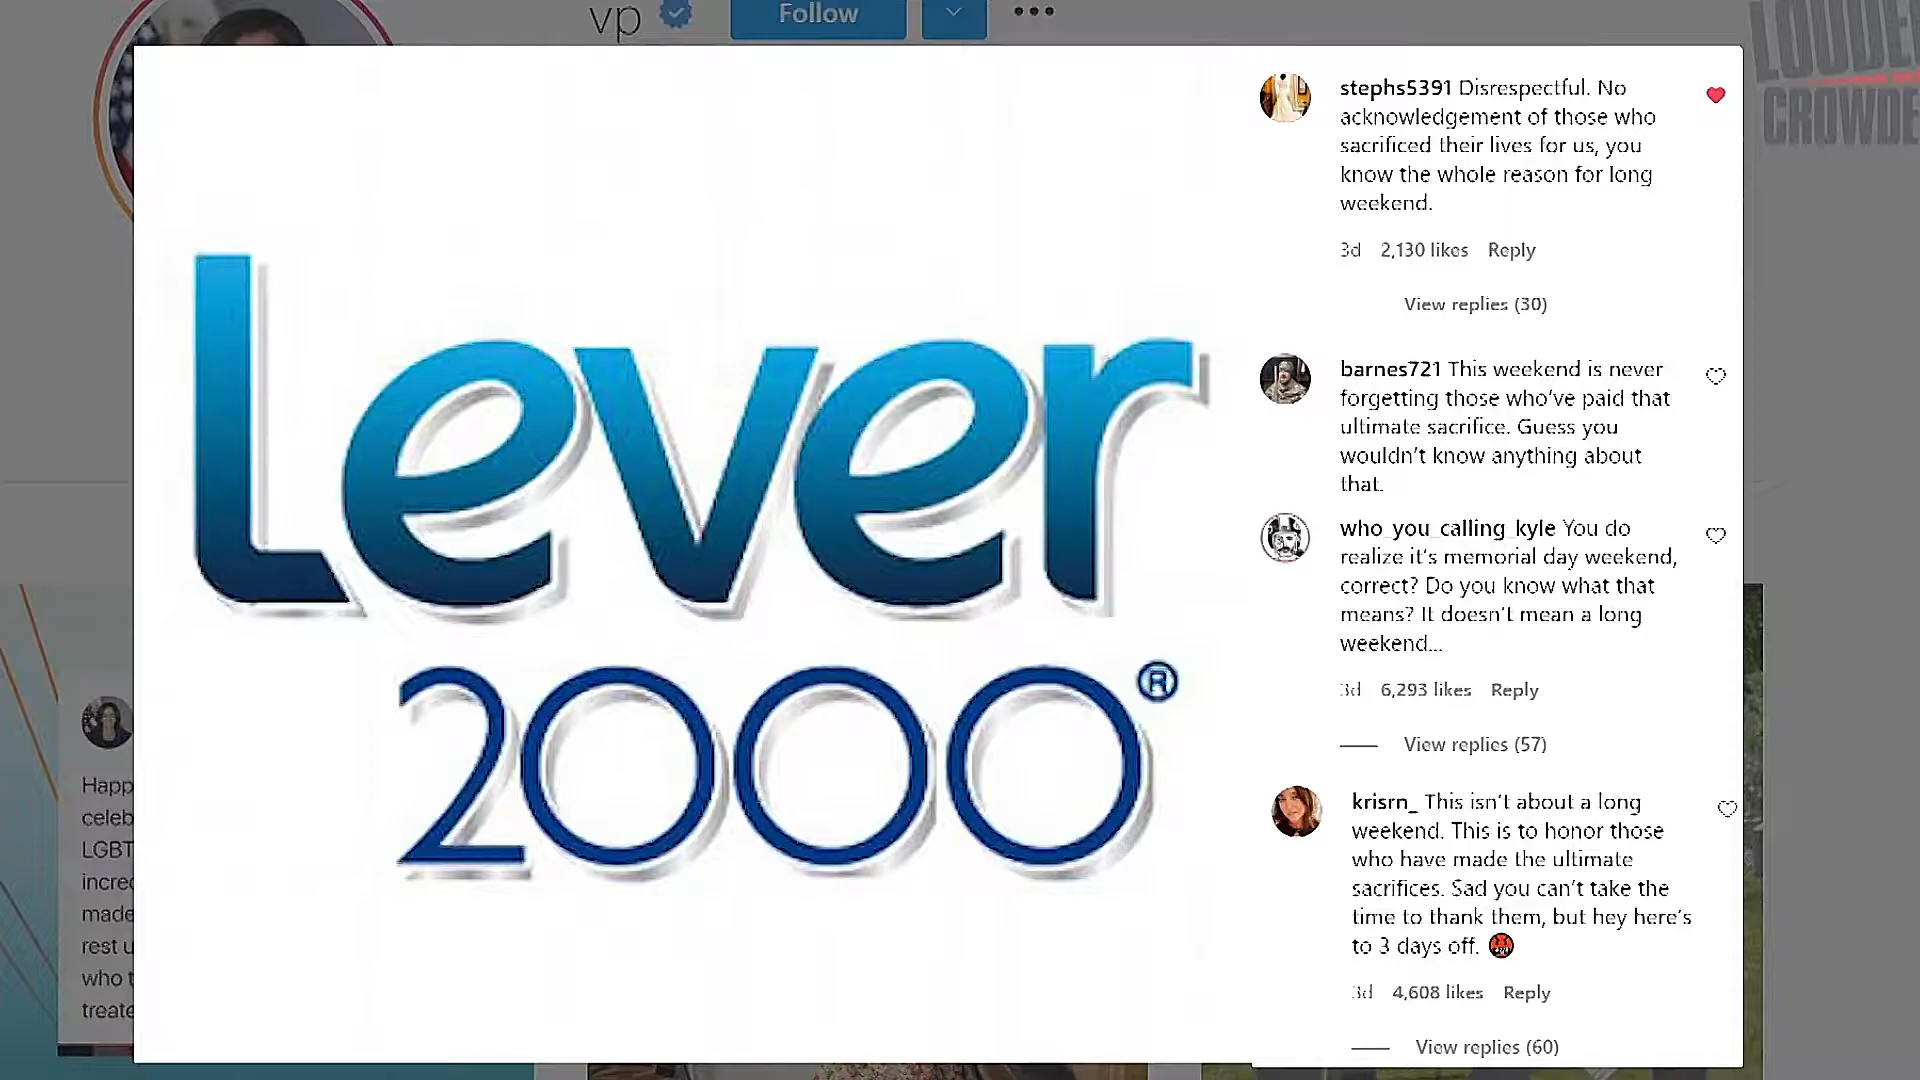 vp
Follow
LOUDE
CROWDE
Lever
2000®
stephs5391 Disrespectful. No
acknowledgement of those who
sacrificed their lives for us, you
know the whole reason for long
weekend.
3d 2,130 likes Reply
View replies (30)
barnes721 This weekend is never
forgetting those who've paid that
ultimate sacrifice. Guess you
wouldn't know anything about
that.
who_you_calling_kyle You do
realize it's memorial day weekend,
correct? Do you know what that
means? It doesn't mean a long
weekend...
3d 6,293 likes Reply
View replies (57)
krisrn_ This isn't about a long
weekend. This is to honor those
who have made the ultimate
sacrifices. Sad you can't take the
time to thank them, but hey here's
to 3 days off.
3d 4,608 likes Reply
View replies (60)
Happ
celeb
LGBT
incred
made
rest u
who t
treate